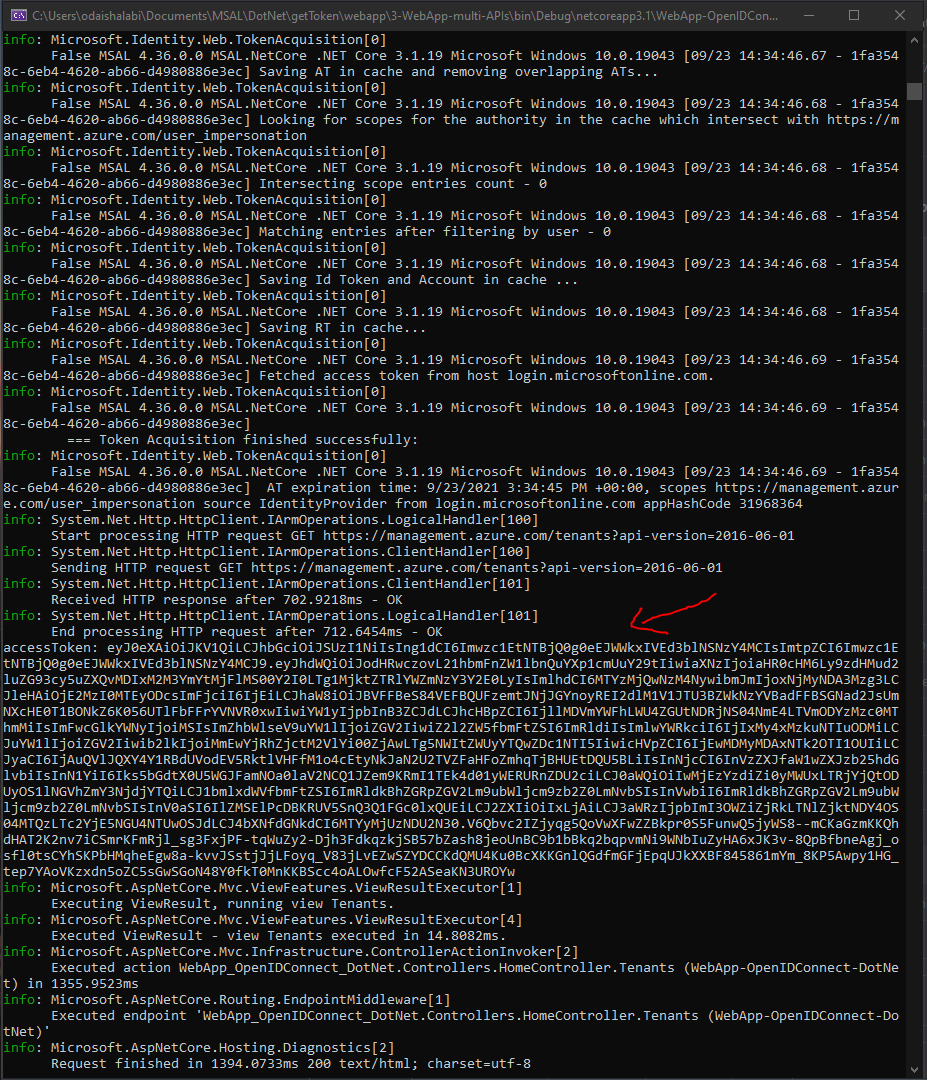 C:\Users\odaishalabi\Documents\MSAL\DotNet\getToken\webapp\3-WebApp-multi-APIs\bin\Debug\netcoreapp3.1\WebApp-OpenIDCon...
info: Microsoft.Identity.Web.TokenAcquisition[0]
False MSAL 4.36.0.0 MSAL.NetCore .NET Core 3.1.19 Microsoft Windows 10.0.19043 [09/23 14:34:46.67 - 1fa354
8c-6eb4-4620-ab66-d4980886e3ec] Saving AT in cache and removing overlapping ATs...
info: Microsoft.Identity.Web.TokenAcquisition[0]
False MSAL 4.36.0.0 MSAL.NetCore .NET Core 3.1.19 Microsoft Windows 10.0.19043 [09/23 14:34:46.68 - 1fa354
8c-6eb4-4620-ab66-d4980886e3ec] Looking for scopes for the authority in the cache which intersect with https://m
anagement.azure.com/user_impersonation
info: Microsoft.Identity.Web.TokenAcquisition[0]
False MSAL 4.36.0.0 MSAL.NetCore .NET Core 3.1.19 Microsoft Windows 10.0.19043 [09/23 14:34:46.68 - 1fa354
8c-6eb4-4620-ab66-d4980886e3ec] Intersecting scope entries count - 0
info: Microsoft.Identity.Web.TokenAcquisition[0]
False MSAL 4.36.0.0 MSAL.NetCore .NET Core 3.1.19 Microsoft Windows 10.0.19043 [09/23 14:34:46.68 - 1fa354
8c-6eb4-4620-ab66-d4980886e3ec] Matching entries after filtering by user - 0
info: Microsoft.Identity.Web.TokenAcquisition[0]
False MSAL 4.36.0.0 MSAL.NetCore .NET Core 3.1.19 Microsoft Windows 10.0.19043 [09/23 14:34:46.68 - 1fa354
8c-6eb4-4620-ab66-d4980886e3ec] Saving Id Token and Account in cache ...
info: Microsoft.Identity.Web.TokenAcquisition[0]
False MSAL 4.36.0.0 MSAL.NetCore .NET Core 3.1.19 Microsoft Windows 10.0.19043 [09/23 14:34:46.68 - 1fa354
8c-6eb4-4620-ab66-d4980886e3ec] Saving RT in cache...
info: Microsoft.Identity.Web.TokenAcquisition[0]
False MSAL 4.36.0.0 MSAL.NetCore .NET Core 3.1.19 Microsoft Windows 10.0.19043 [09/23 14:34:46.69 - 1fa354
8c-6eb4-4620-ab66-d4980886e3ec] Fetched access token from host login.microsoftonline.com.
info: Microsoft.Identity.Web.TokenAcquisition[0]
False MSAL 4.36.0.0 MSAL.NetCore .NET Core 3.1.19 Microsoft Windows 10.0.19043 [09/23 14:34:46.69 - 1fa354
8c-6eb4-4620-ab66-d4980886e3ec]
=== Token Acquisition finished successfully:
info: Microsoft.Identity.Web.TokenAcquisition[0]
False MSAL 4.36.0.0 MSAL.NetCore .NET Core 3.1.19 Microsoft Windows 10.0.19043 [09/23 14:34:46.69 - 1fa354
8c-6eb4-4620-ab66-d4980886e3ec]  AT expiration time: 9/23/2021 3:34:45 PM +00:00, scopes https://management.azur
e.com/user_impersonation source IdentityProvider from login.microsoftonline.com appHashCode 31968364
info: System.Net.Http.HttpClient.IArmOperations.LogicalHandler[100]
Start processing HTTP request GET https://management.azure.com/tenants?api-version=2016-06-01
info: System.Net.Http.HttpClient.IArmOperations.ClientHandler[100]
Sending HTTP request GET https://management.azure.com/tenants?api-version=2016-06-01
info: System.Net.Http.HttpClient.IArmOperations.ClientHandler[101]
Received HTTP response after 702.9218ms - OK
info: System.Net.Http.HttpClient.IArmOperations.LogicalHandler[101]
End processing HTTP request after 712.6454ms - OK
accessToken:
info: Microsoft.AspNetCore.Mvc.ViewFeatures.ViewResultExecutor[1]
Executing ViewResult, running view Tenants.
info: Microsoft.AspNetCore.Mvc.ViewFeatures.ViewResultExecutor[4]
Executed ViewResult - view Tenants executed in 14.8082ms.
info: Microsoft.AspNetCore.Mvc.Infrastructure.ControllerActionInvoker[2]
Executed action WebApp_OpenIDConnect_DotNet.Controllers.HomeController.Tenants (WebApp-OpenIDConnect-DotNe
t) in 1355.9523ms
info: Microsoft.AspNetCore.Routing.EndpointMiddleware[1]
Executed endpoint 'WebApp_OpenIDConnect_DotNet.Controllers.HomeController.Tenants (WebApp-OpenIDConnect-Do
tNet)'
info: Microsoft.AspNetCore.Hosting.Diagnostics[2]
Request finished in 1394.0733ms 200 text/html; charset=utf-8